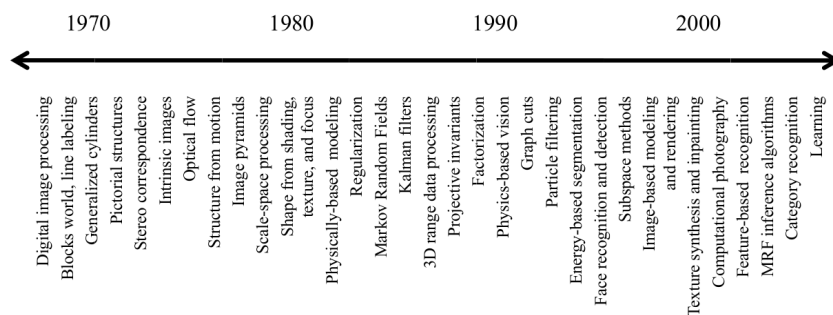 1970
1980
1990
2000
Digital image processing
Blocks world, line labeling
Generalized cylinders
Pictorial structures
Stereo correspondence
Intrinsic images
Optical flow
Structure from motion
Image pyramids
Scale-space processing
Shape from shading,
texture, and focus
Physically-based modeling
Regularization
Markov Random Fields
Kalman filters
3D range data processing
Projective invariants
Factorization
Physics-based vision
Graph cuts
Particle filtering
Energy-based segmentation
Face recognition and detection
Subspace methods
Image-based modeling
and rendering
Texture synthesis and inpainting
Computational photography
Feature-based recognition
MRF inference algorithms
Category recognition
Learning